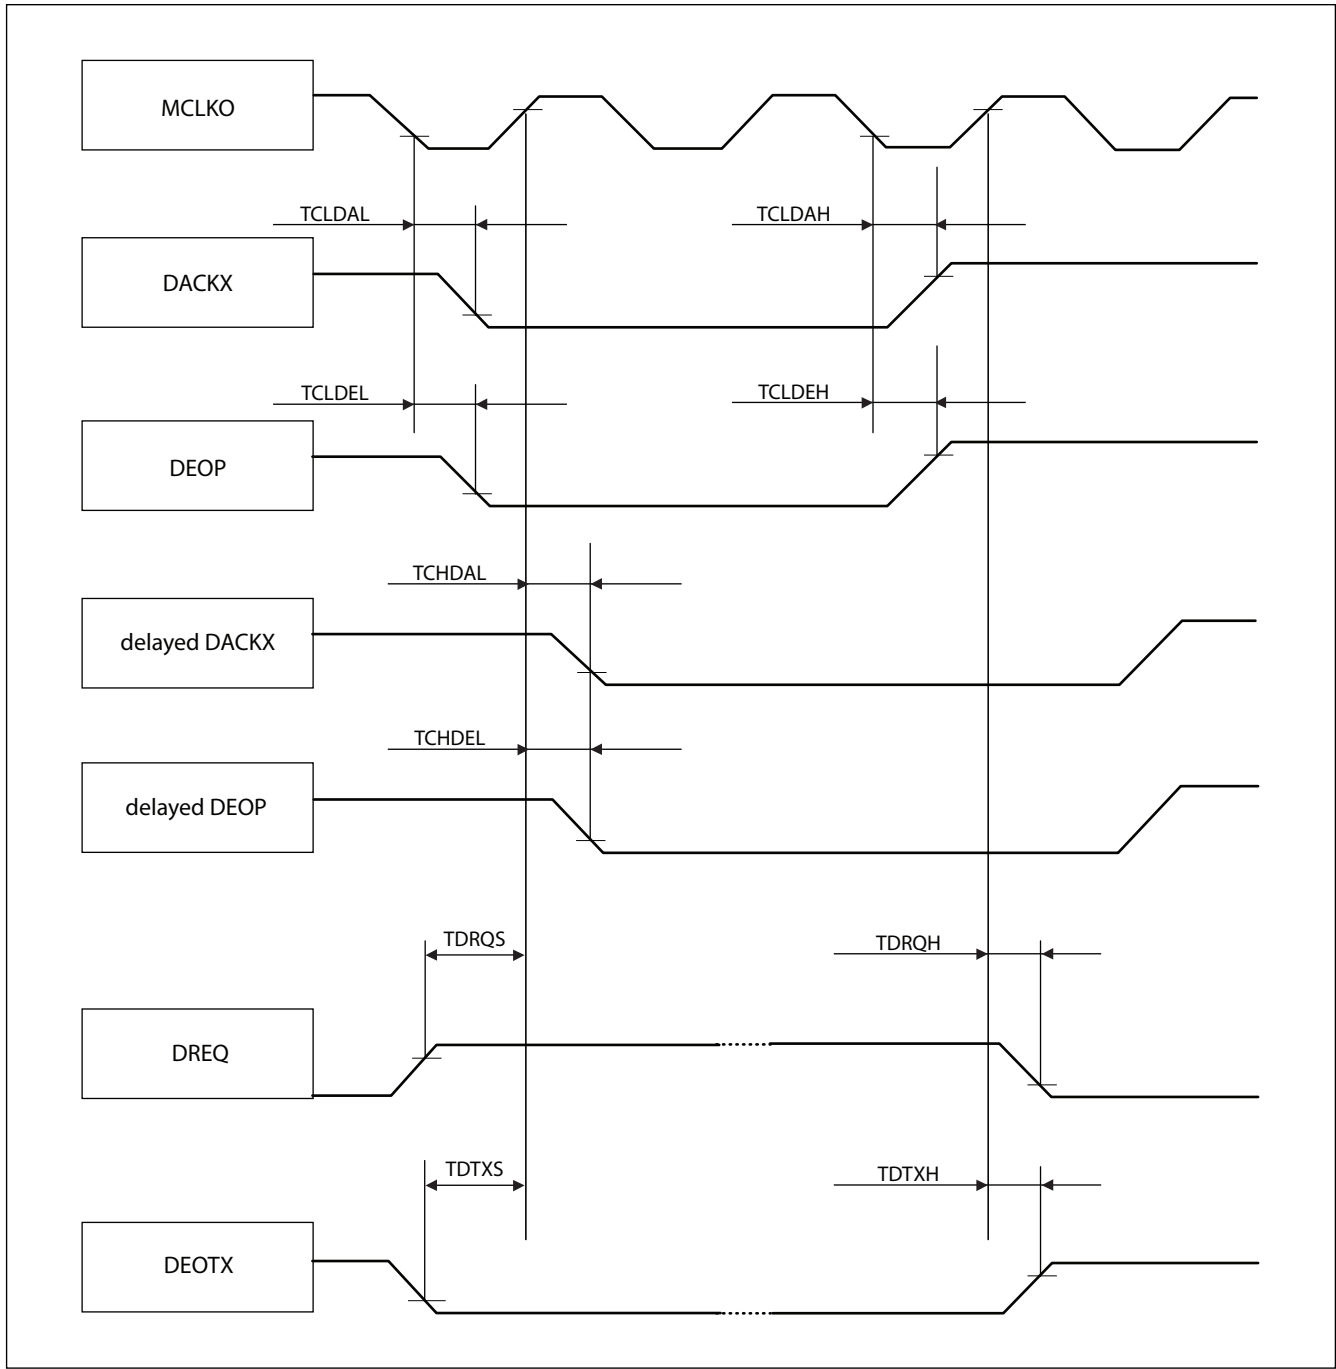 MCLKO
TCLDAL
TCLDAH
DACKX
TCLDEL
TCLDEH
DEOP
TCHDAL
delayed DACKX
TCHDEL
delayed DEOP
TDRQS
TDRQH
DREQ
TDTXS
TDTXH
DEOTX